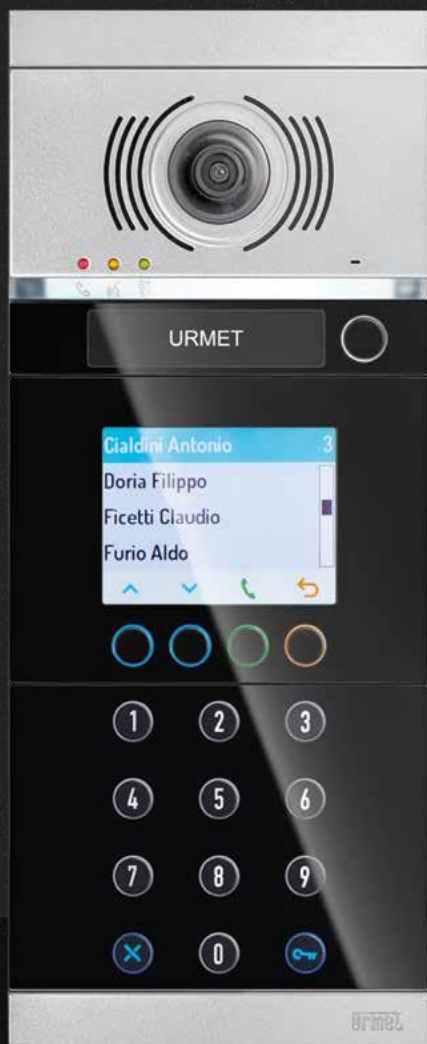 URMET
Cialdini Antonio 3
Doria Filippo
Ficetti Claudio
Furio Aldo
1 2 3
4 5 6
7 8 9
0
urmet